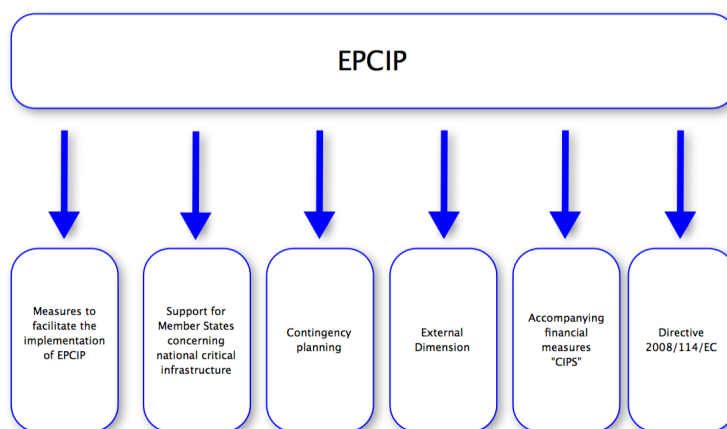 EPCIP
Measures to
facilitate the
implementation
of EPCIP
Support for
Member States
concerning
national critical
infrastructure
Contingency
planning
External
Dimension
Accompanying
financial
measures
"CIPS"
Directive
2008/114/EC